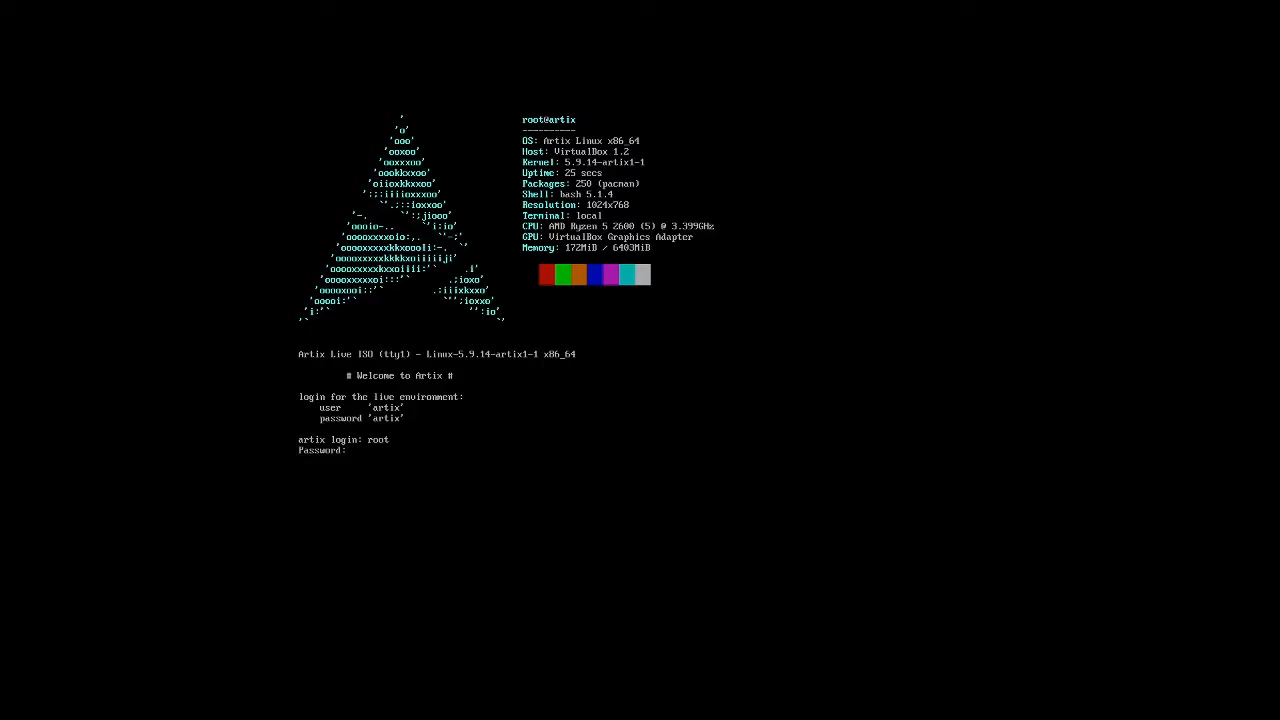 root@artix
----------
OS: Artix Linux x86_64
Host: VirtualBox 1.2
Kernel: 5.9.14-artix1-1
Uptime: 25 secs
Packages: 250 (pacman)
Shell: bash 5.1.4
Resolution: 1024x768
Terminal: local
CPU: AMD Ryzen 5 2600 (5) @ 3.399GHz
GPU: VirtualBox Graphics Adapter
Memory: 172MiB / 6403MiB
Artix Live ISO (tty1) - Linux-5.9.14-artix1-1 x86_64
# Welcome to Artix #
login for the live environment:
user 'artix'
password 'artix'
artix login: root
Password: